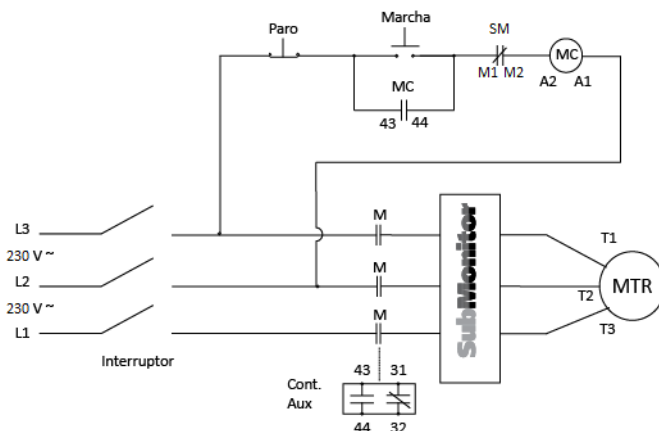 Paro
Marcha
SM
MC
M1 M2
MC
A2 A1
43 44
L3
M
T1
230 V ~
L2
M
T2
MTR
230 V ~
L1
M
T3
SubMonitor
Interruptor
43 31
Cont.
Aux
44 32